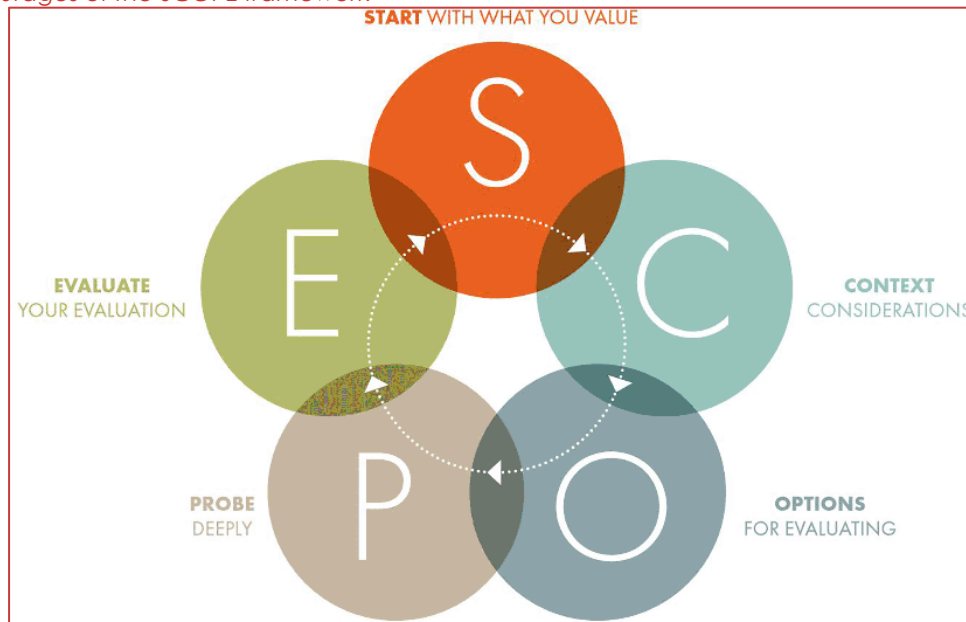 START WITH WHAT YOU VALUE
S
C
CONTEXT
CONSIDERATIONS
O
OPTIONS
FOR EVALUATING
P
PROBE
DEEPLY
E
EVALUATE
YOUR EVALUATION